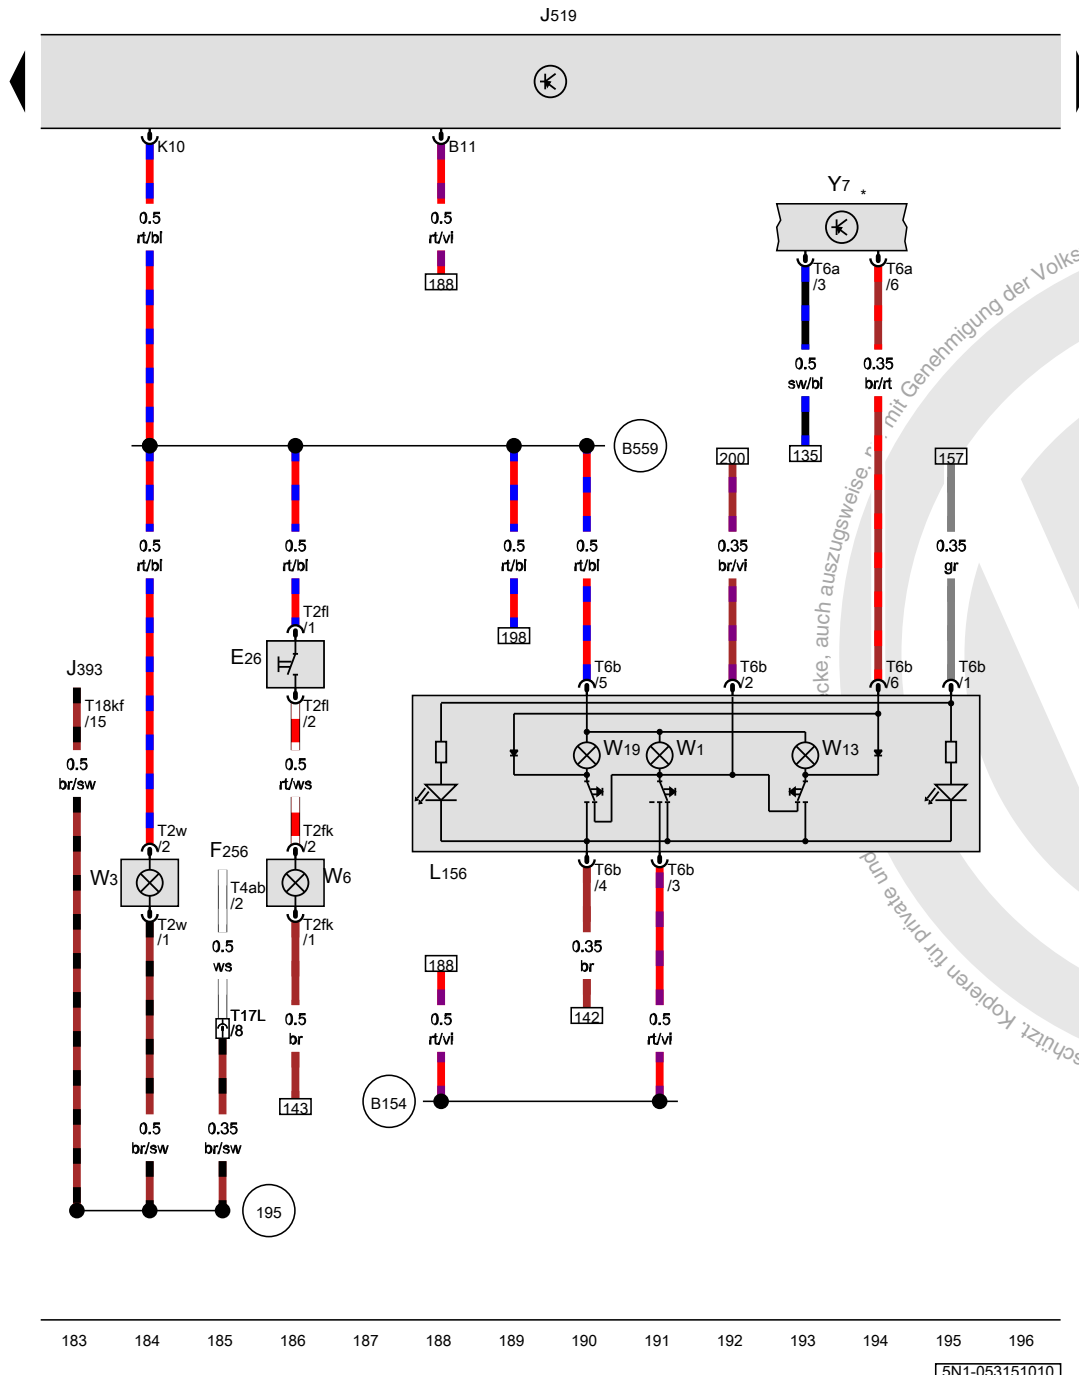 J519
K10
B11
0.5
rt/bl
0.5
rt/vi
188
Y7 *
T6a
/3
T6a
/6
0.5
sw/bl
0.35
br/rt
B559
200
135
157
0.5
rt/bl
0.5
rt/bl
0.5
rt/bl
0.5
rt/bl
0.35
br/vi
0.35
gr
T2fl
/1
198
E26
J393
T18kf
/15
T2fl
/2
T6b
/5
T6b
/2
T6b
/6
T6b
/1
0.5
br/sw
0.5
rt/ws
W19
W1
W13
T2w
/2
F256
T2fk
/2
W3
T4ab
/2
W6
L156
T6b
/4
T6b
/3
T2w
/1
T2fk
/1
0.5
ws
0.35
br
188
142
T17L
/8
0.5
br
0.5
rt/vi
0.5
rt/vi
143
B154
0.5
br/sw
0.35
br/sw
195
183 184 185 186 187 188 189 190 191 192 193 194 195 196
5N1-053151010
ecke, auch auszugsweise, mit Genehmigung der Volks
und
schützt. Kopieren für private